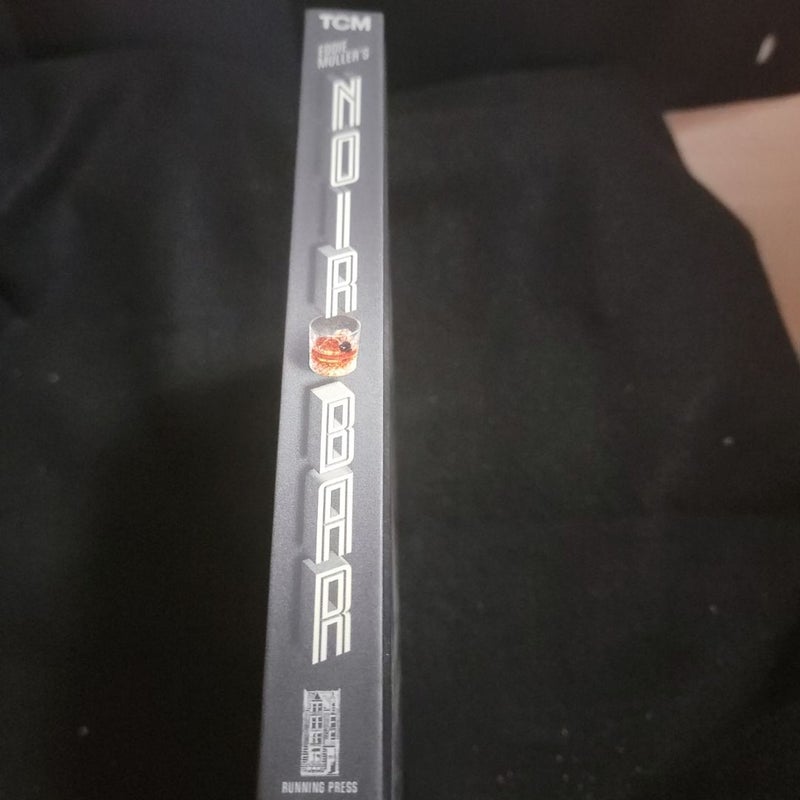 TCM
EDDIE
MULLER'S
NOIR
BAR
RUNNING PRESS